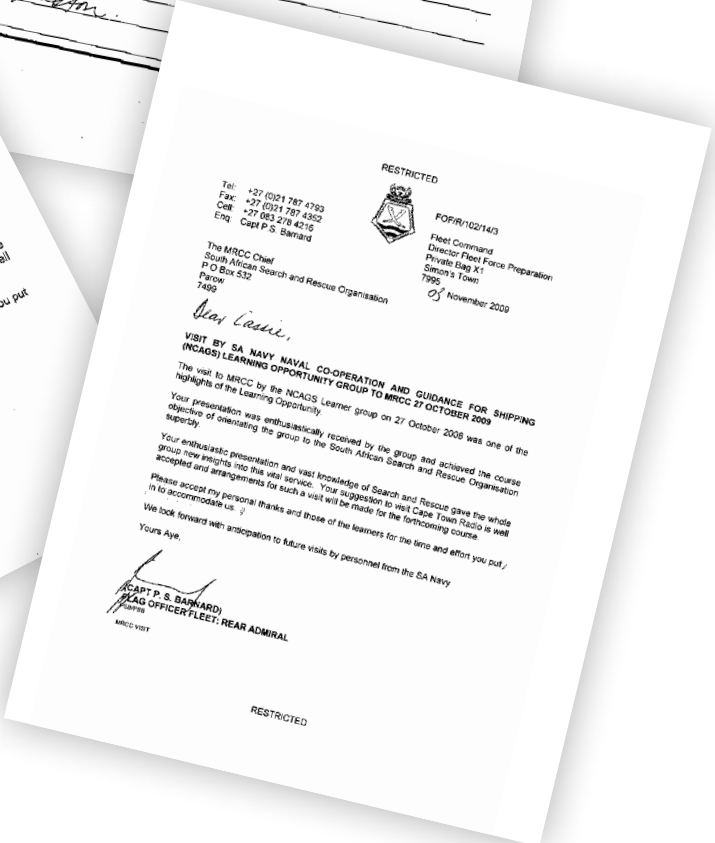 RESTRICTED
Tel: +27 (0)21 787 4793
Fax: +27 (0)21 787 4352
Cell: +27 083 278 4216
Enq: Capt P.S. Barnard
FOF/R/102/14/3
Fleet Command
Director Fleet Force Preparation
Private Bag X1
Simon's Town
7995
03 November 2009
The MRCC Chief
South African Search and Rescue Organisation
P O Box 532
Parow
7499
Dear Cassie,
VISIT BY SA NAVY NAVAL CO-OPERATION AND GUIDANCE FOR SHIPPING
(NCAGS) LEARNING OPPORTUNITY GROUP TO MRCC 27 OCTOBER 2009
The visit to MRCC by the NCAGS Learner group on 27 October 2008 was one of the
highlights of the Learning Opportunity.
Your presentation was enthusiastically received by the group and achieved the course
objective of orientating the group to the South African Search and Rescue Organisation
superbly.
Your enthusiastic presentation and vast knowledge of Search and Rescue gave the whole
group new insights into this vital service. Your suggestion to visit Cape Town Radio is well
accepted and arrangements for such a visit will be made for the forthcoming course.
Please accept my personal thanks and those of the learners for the time and effort you put
in to accommodate us.
We look forward with anticipation to future visits by personnel from the SA Navy
Yours Aye,
(CAPT P. S. BARNARD)
FLAG OFFICER FLEET: REAR ADMIRAL
MRCC VISIT
RESTRICTED
put